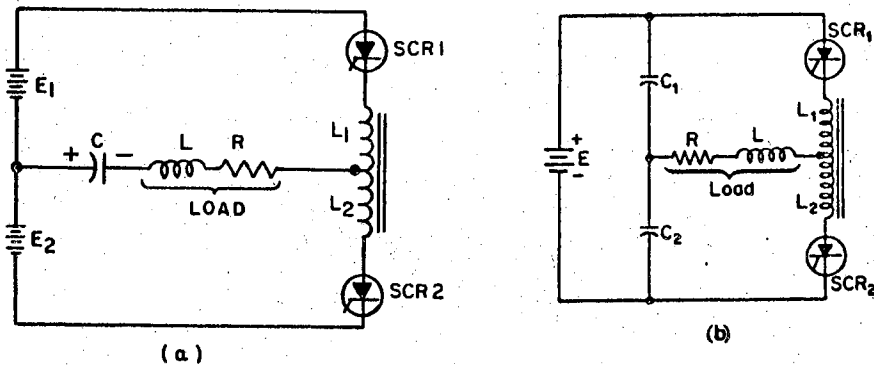 SCR1
E1
L1
C
L
R
+
-
LOAD
L2
E2
SCR2
(a)
SCR1
C1
L1
+
E
-
R
L
Load
L2
C2
SCR2
(b)